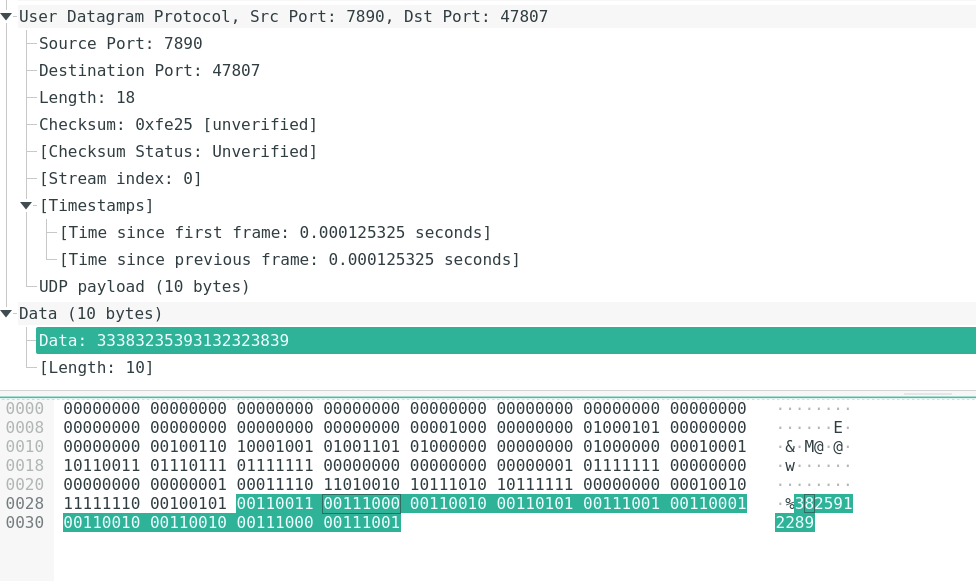 User Datagram Protocol, Src Port: 7890, Dst Port: 47807
Source Port: 7890
Destination Port: 47807
Length: 18
Checksum: 0xfe25 [unverified]
[Checksum Status: Unverified]
[Stream index: 0]
[Timestamps]
[Time since first frame: 0.000125325 seconds]
[Time since previous frame: 0.000125325 seconds]
UDP payload (10 bytes)
Data (10 bytes)
Data: 33383235393132323839
[Length: 10]
0000 00000000 00000000 00000000 00000000 00000000 00000000 00000000 00000000 ········
0008 00000000 00000000 00000000 00000000 00001000 00000000 01000101 00000000 ······E·
0010 00000000 00100110 10001001 01001101 01000000 00000000 01000000 00010001 ·&·M@·@·
0018 10110011 01110111 01111111 00000000 00000000 00000001 01111111 00000000 ·w······
0020 00000000 00000001 00011110 11010010 10111010 10111111 00000000 00010010 ········
0028 11111110 00100101 00110011 00111000 00110010 00110101 00111001 00110001 ·%382591
0030 00110010 00110010 00111000 00111001 2289